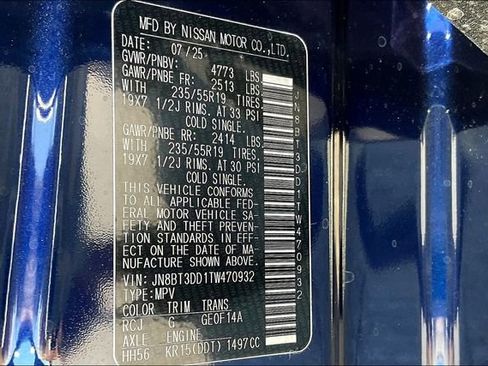 MFD BY NISSAN MOTOR CO.,LTD.
DATE: 07/25
GVWR/PNBV: 4773 LBS
GAWR/PNBE FR: 2513 LBS
WITH 235/55R19 TIRES
19X7 1/2J RIMS. AT 33 PSI
COLD SINGLE.
GAWR/PNBE RR: 2414 LBS
WITH 235/55R19 TIRES.
19X7 1/2J RIMS. AT 30 PSI
COLD SINGLE.
THIS VEHICLE CONFORMS
TO ALL APPLICABLE FED-
ERAL MOTOR VEHICLE SA-
FETY AND THEFT PREVEN-
TION STANDARDS IN EF-
FECT ON THE DATE OF MA-
NUFACTURE SHOWN ABOVE.
VIN: JN8BT3DD1TW470932
TYPE: MPV
COLOR TRIM TRANS
RCJ G GE0F14A
AXLE ENGINE
HH56 KR15(DDT) 1497CC
JN8BT3DD1TW470932